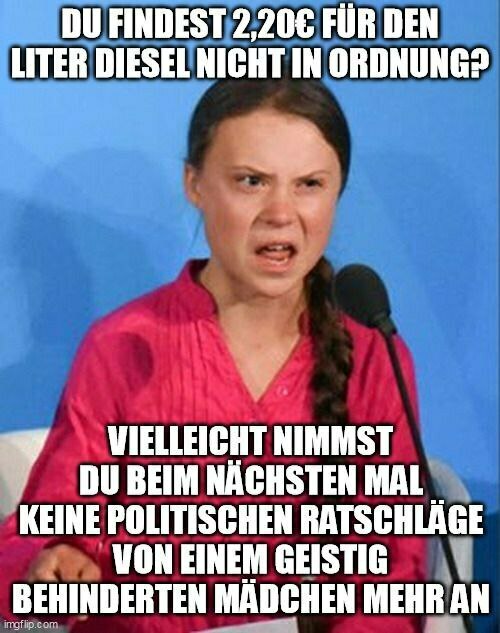 DU FINDEST 2,20€ FÜR DEN
LITER DIESEL NICHT IN ORDNUNG?
VIELLEICHT NIMMST
DU BEIM NÄCHSTEN MAL
KEINE POLITISCHEN RATSCHLÄGE
VON EINEM GEISTIG
BEHINDERTEN MÄDCHEN MEHR AN
imgflip.com